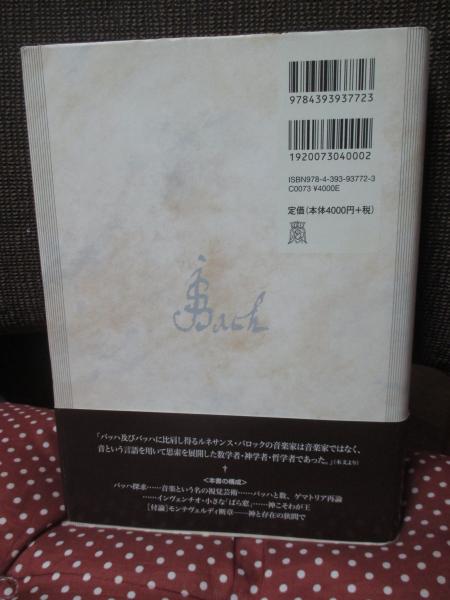 9784393937723
1920073040002
ISBN978-4-393-93772-3
C0073 ¥4000E
定価(本体4000円+税)
JSBach
「バッハ及びバッハに比肩し得るルネサンス・バロックの音楽家は音楽家ではなく、
音という言語を用いて思索を展開した数学者・神学者・哲学者であった。」(本文より)
†
<本書の構成>
バッハ探求……音楽という名の視覚芸術……バッハと数、ゲマトリア再論
……インヴェンチオ・小さな「ばら窓」……神こそわが王
[付論]モンテヴェルディ断章――神と存在の狭間で